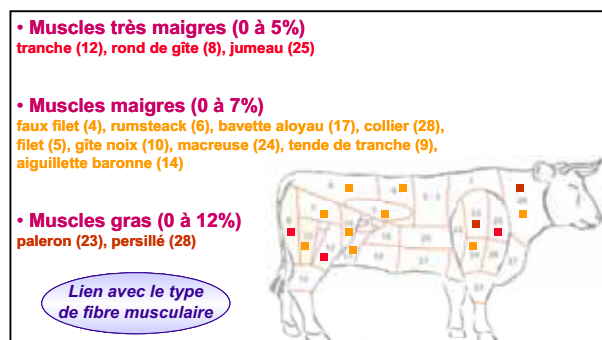 • Muscles très maigres (0 à 5%)
tranche (12), rond de gîte (8), jumeau (25)
• Muscles maigres (0 à 7%)
faux filet (4), rumsteack (6), bavette aloyau (17), collier (28),
filet (5), gîte noix (10), macreuse (24), tende de tranche (9),
aiguillette baronne (14)
• Muscles gras (0 à 12%)
paleron (23), persillé (28)
Lien avec le type
de fibre musculaire